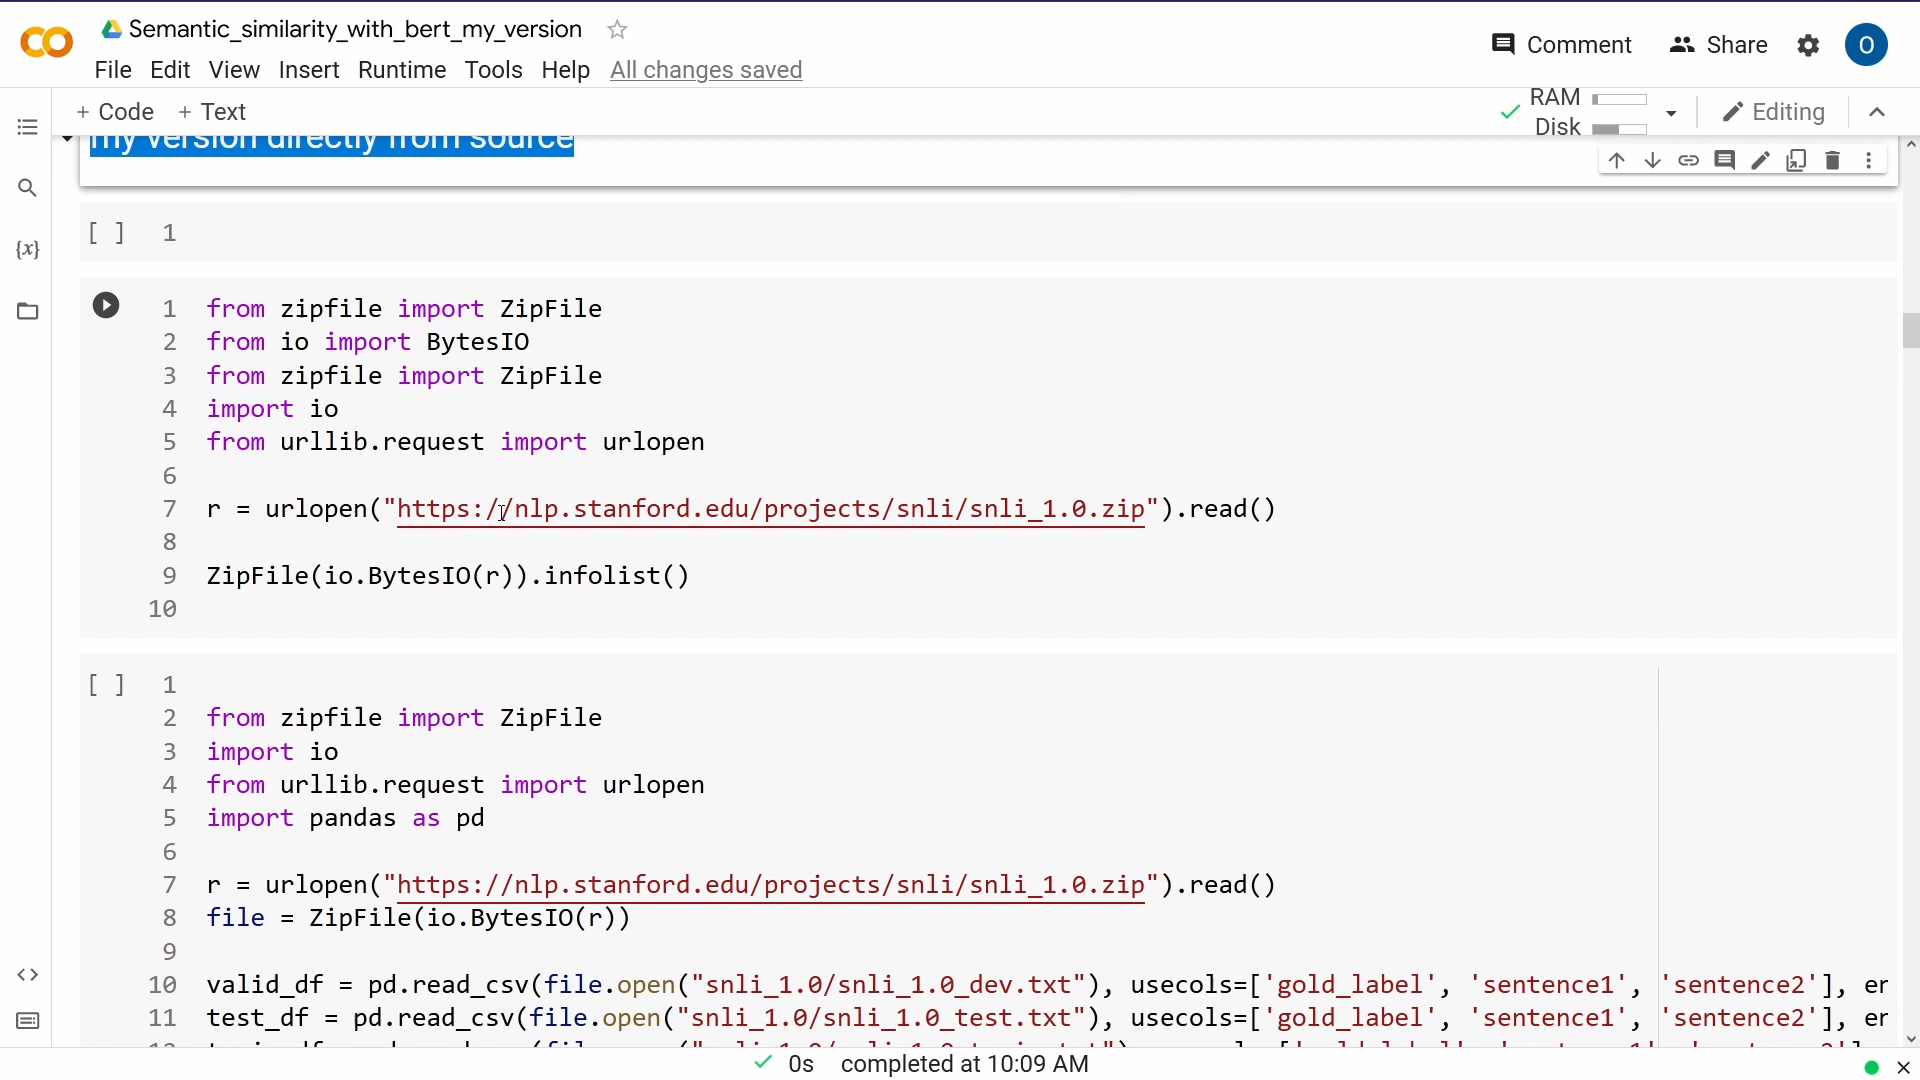 Semantic_similarity_with_bert_my_version
Comment
Share
O
File Edit View Insert Runtime Tools Help All changes saved
+ Code + Text
RAM
Disk
Editing
my version directly from source
[ ] 1
1 from zipfile import ZipFile
2 from io import BytesIO
3 from zipfile import ZipFile
4 import io
5 from urllib.request import urlopen
6
7 r = urlopen("https://nlp.stanford.edu/projects/snli/snli_1.0.zip").read()
8
9 ZipFile(io.BytesIO(r)).infolist()
10
[ ] 1
2 from zipfile import ZipFile
3 import io
4 from urllib.request import urlopen
5 import pandas as pd
6
7 r = urlopen("https://nlp.stanford.edu/projects/snli/snli_1.0.zip").read()
8 file = ZipFile(io.BytesIO(r))
9
10 valid_df = pd.read_csv(file.open("snli_1.0/snli_1.0_dev.txt"), usecols=['gold_label', 'sentence1', 'sentence2'], en
11 test_df = pd.read_csv(file.open("snli_1.0/snli_1.0_test.txt"), usecols=['gold_label', 'sentence1', 'sentence2'], en
0s completed at 10:09 AM